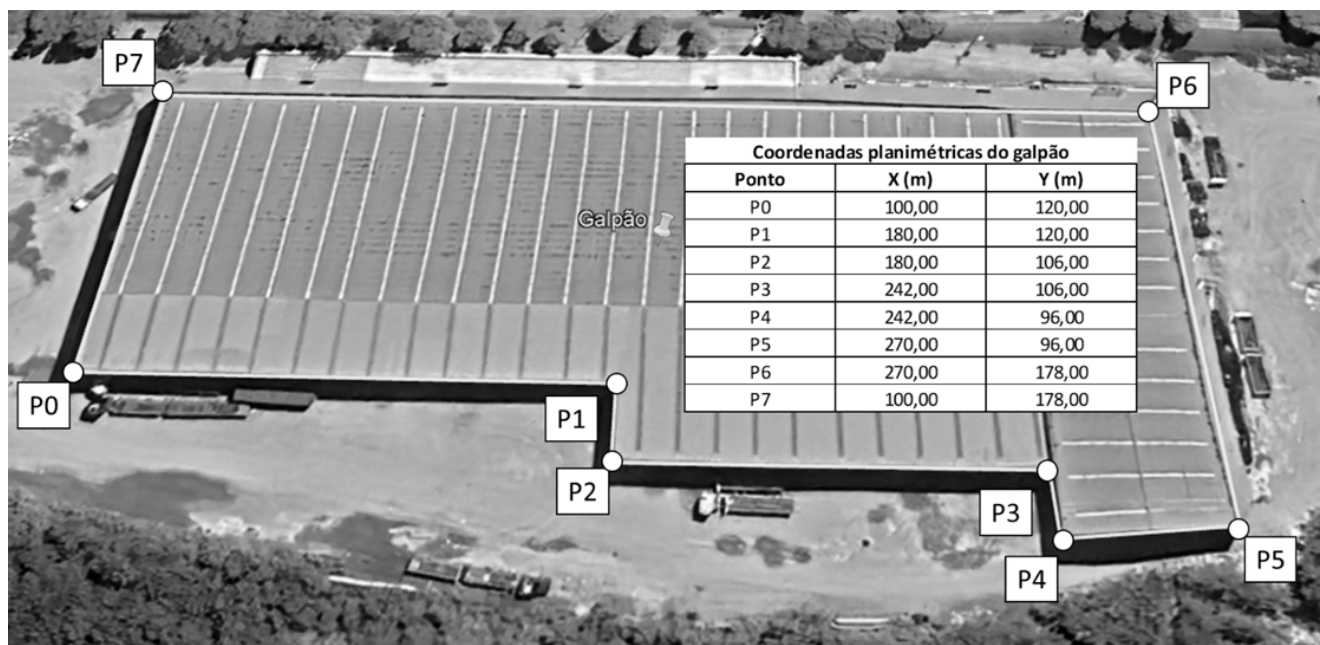 P7
P6
Coordenadas planimétricas do galpão
Ponto X (m) Y (m)
P0 100,00 120,00
P1 180,00 120,00
P2 180,00 106,00
P3 242,00 106,00
P4 242,00 96,00
P5 270,00 96,00
P6 270,00 178,00
P7 100,00 178,00
Galpão
P0
P1
P2
P3
P4
P5